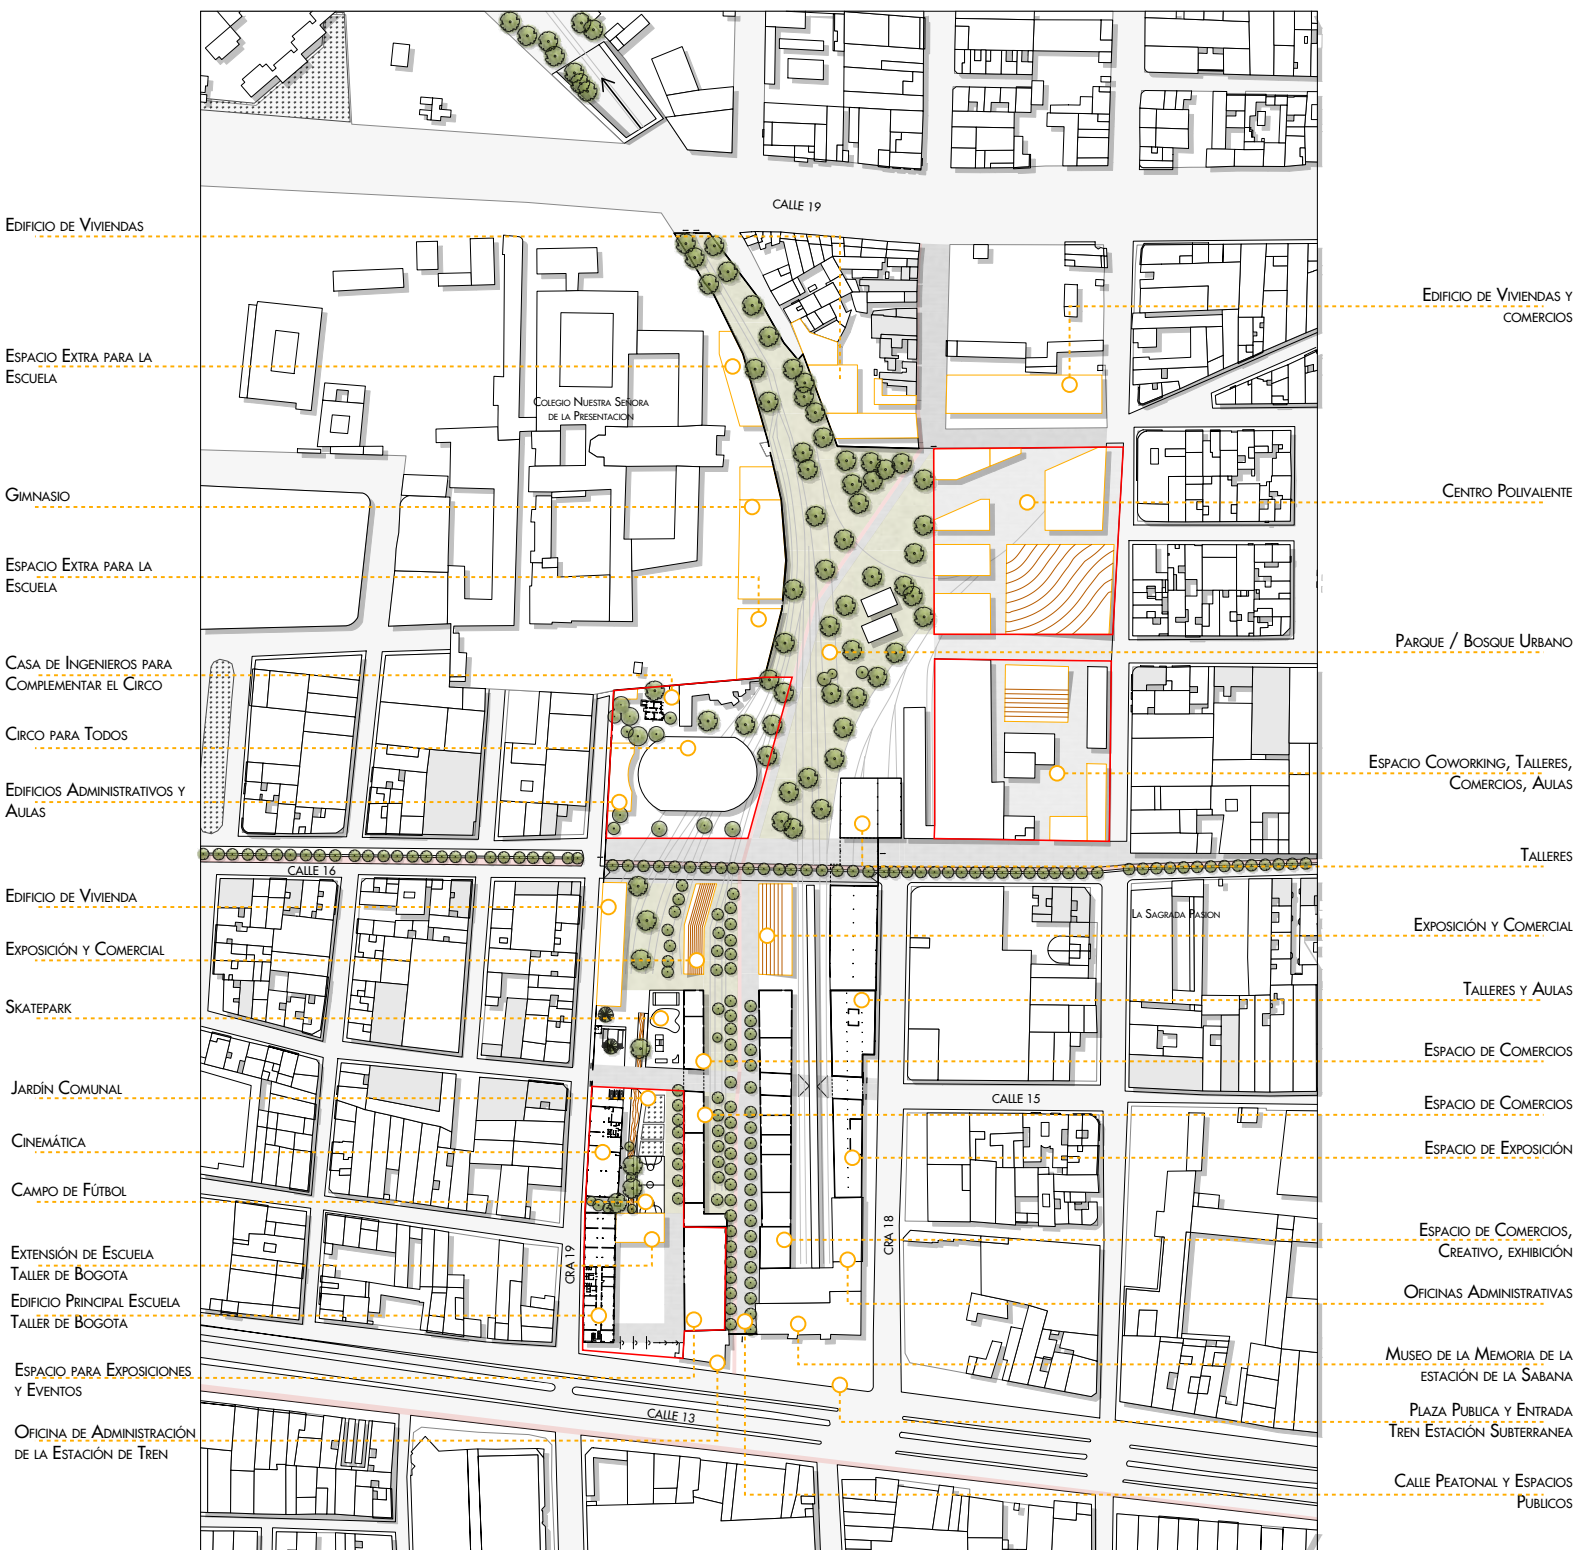 CALLE 19
EDIFICIO DE VIVIENDAS
ESPACIO EXTRA PARA LA
ESCUELA
GIMNASIO
ESPACIO EXTRA PARA LA
ESCUELA
CASA DE INGENIEROS PARA
COMPLEMENTAR EL CIRCO
CIRCO PARA TODOS
EDIFICIOS ADMINISTRATIVOS Y
AULAS
EDIFICIO DE VIVIENDA
EXPOSICIÓN Y COMERCIAL
SKATEPARK
JARDÍN COMUNAL
CINEMÁTICA
CAMPO DE FÚTBOL
EXTENSIÓN DE ESCUELA
TALLER DE BOGOTA
EDIFICIO PRINCIPAL ESCUELA
TALLER DE BOGOTA
ESPACIO PARA EXPOSICIONES
Y EVENTOS
OFICINA DE ADMINISTRACIÓN
DE LA ESTACIÓN DE TREN
COLEGIO NUESTRA SEÑORA
DE LA PRESENTACION
CALLE 16
LA SAGRADA PASION
CALLE 15
CRA 19
CRA 18
CALLE 13
EDIFICIO DE VIVIENDAS Y
COMERCIOS
CENTRO POLIVALENTE
PARQUE / BOSQUE URBANO
ESPACIO COWORKING, TALLERES,
COMERCIOS, AULAS
TALLERES
EXPOSICIÓN Y COMERCIAL
TALLERES Y AULAS
ESPACIO DE COMERCIOS
ESPACIO DE COMERCIOS
ESPACIO DE EXPOSICIÓN
ESPACIO DE COMERCIOS,
CREATIVO, EXHIBICIÓN
OFICINAS ADMINISTRATIVAS
MUSEO DE LA MEMORIA DE LA
ESTACIÓN DE LA SABANA
PLAZA PUBLICA Y ENTRADA
TREN ESTACIÓN SUBTERRANEA
CALLE PEATONAL Y ESPACIOS
PUBLICOS